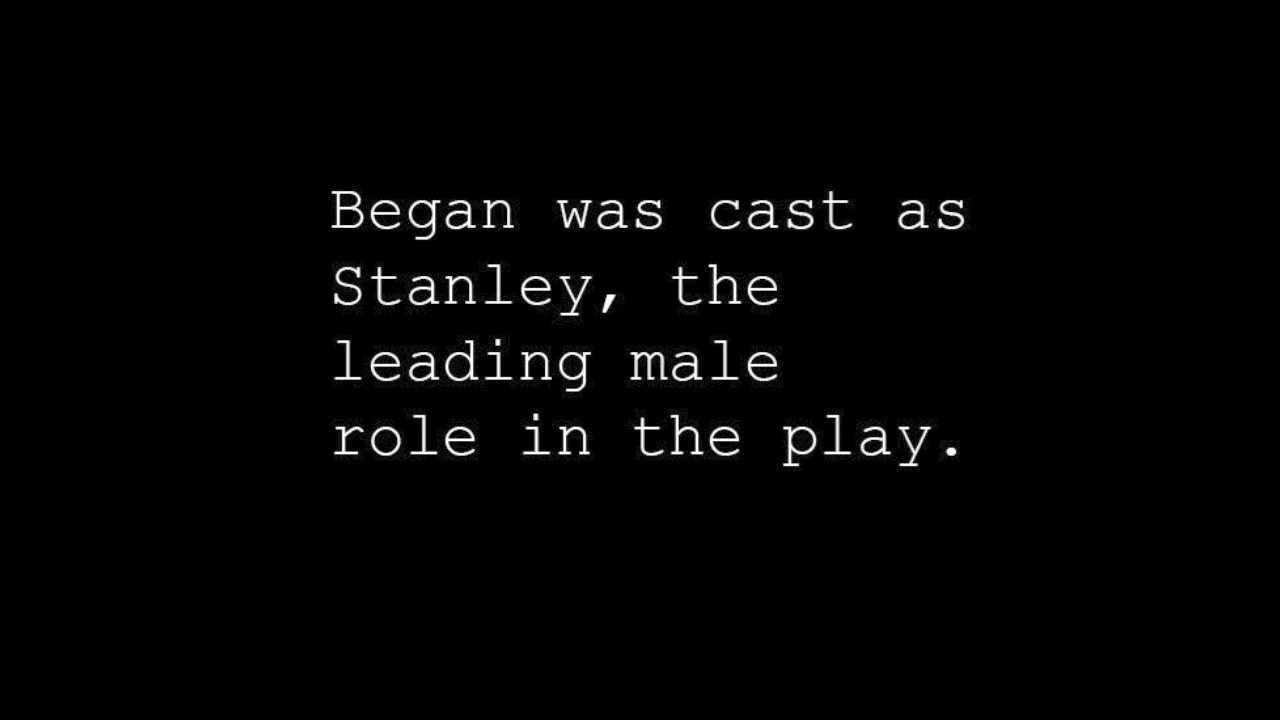 Began was cast as
Stanley, the
leading male
role in the play.